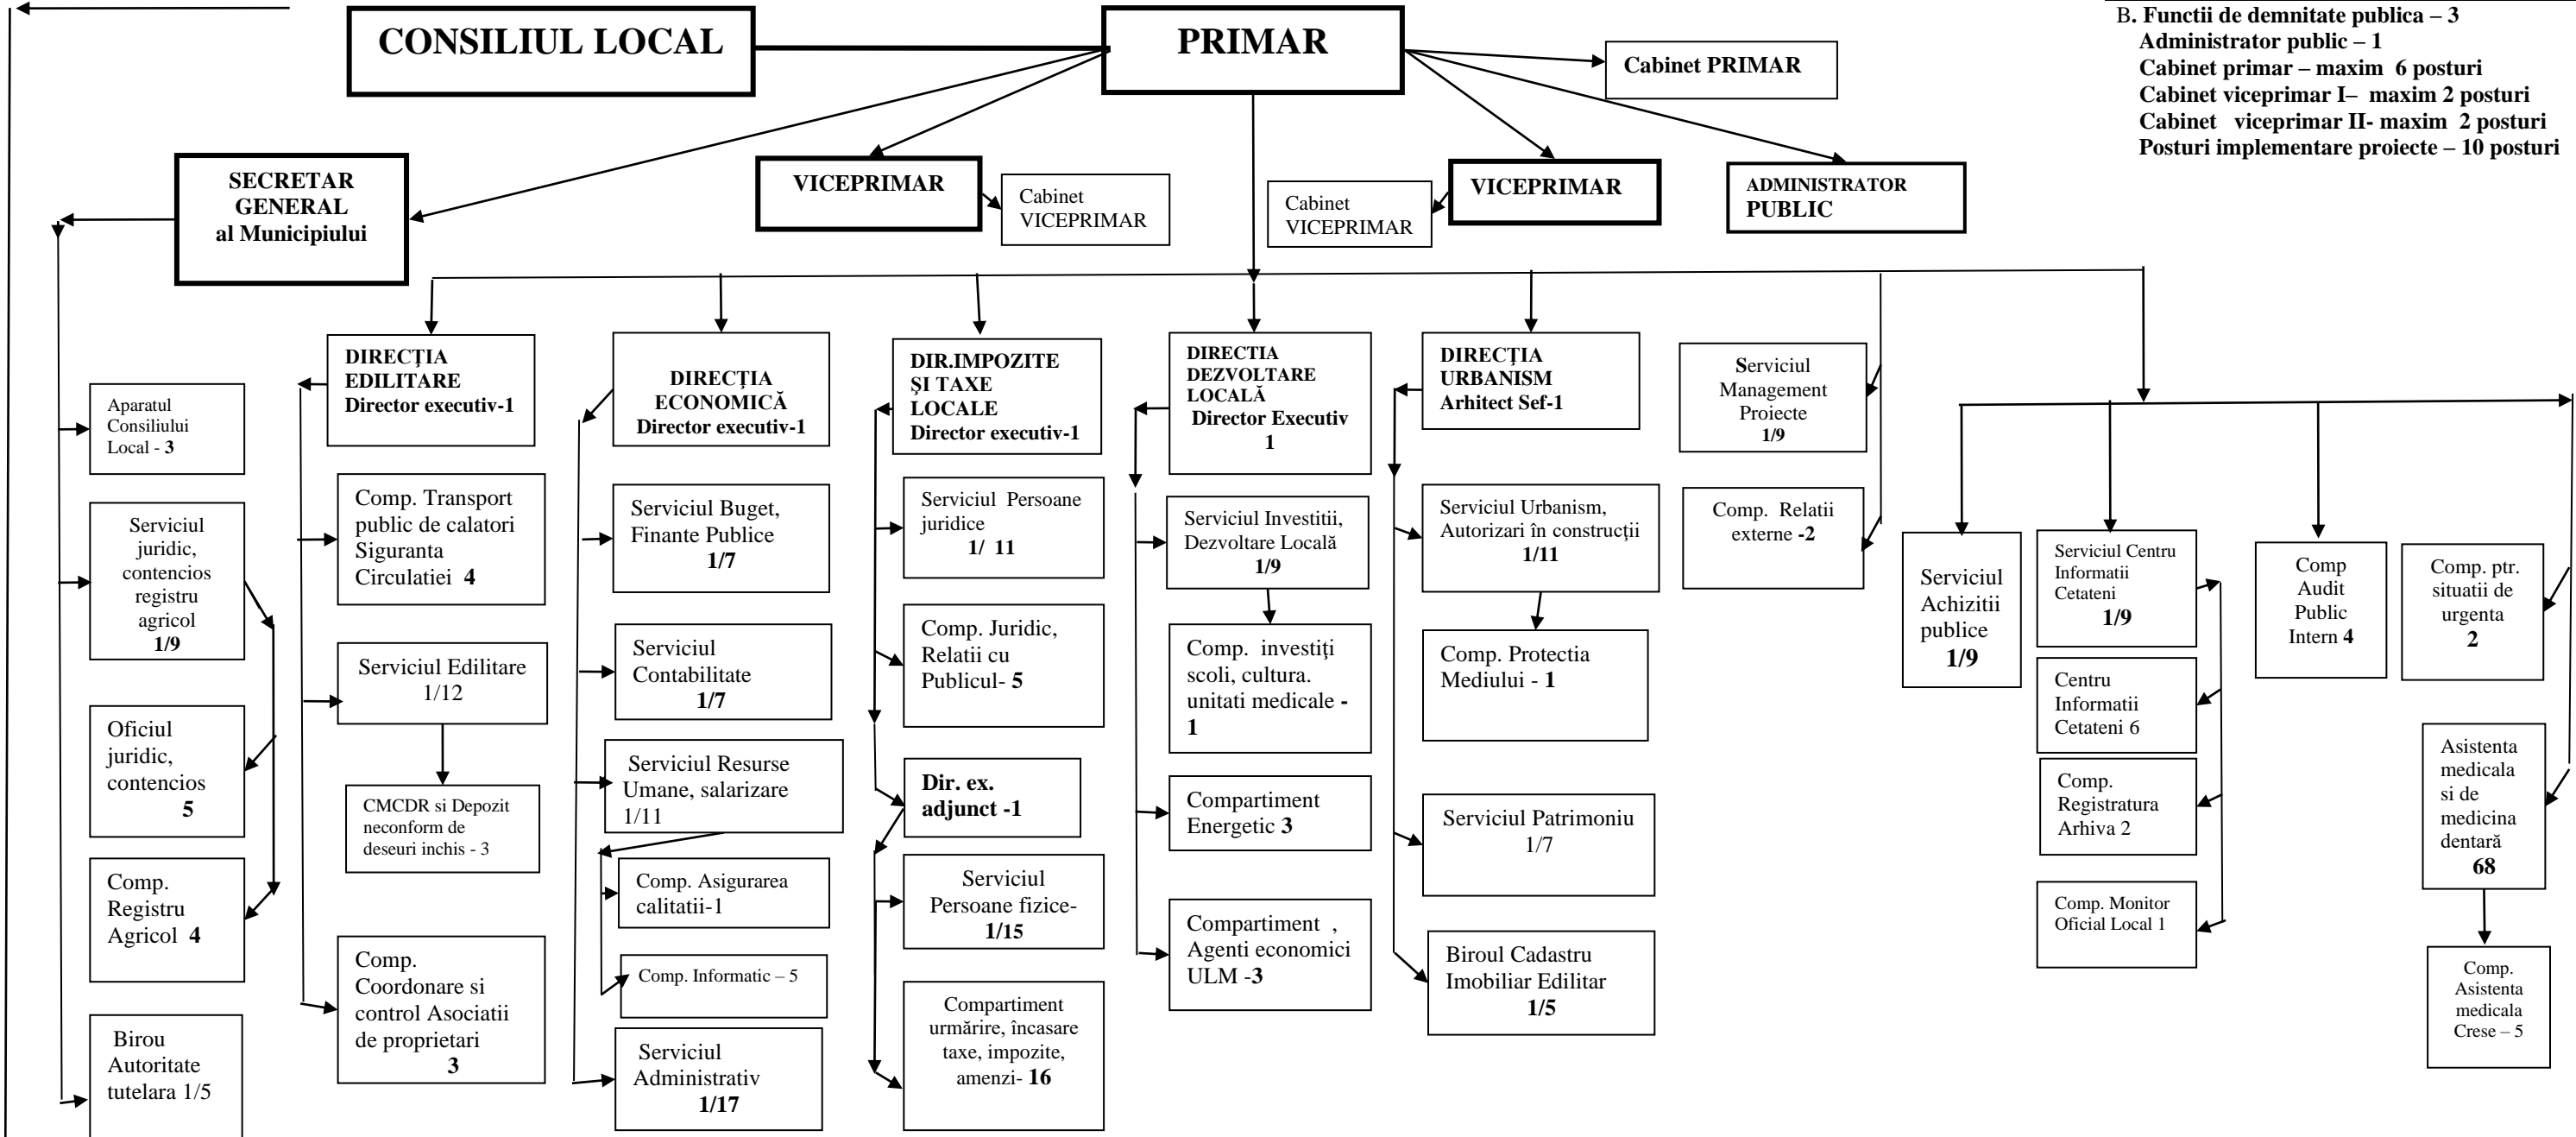 B. Functii de demnitate publica – 3
Administrator public – 1
Cabinet primar – maxim 6 posturi
Cabinet viceprimar I– maxim 2 posturi
Cabinet viceprimar II- maxim 2 posturi
Posturi implementare proiecte – 10 posturi
CONSILIUL LOCAL
PRIMAR
Cabinet PRIMAR
SECRETAR
GENERAL
al Municipiului
VICEPRIMAR
Cabinet
VICEPRIMAR
Cabinet
VICEPRIMAR
VICEPRIMAR
ADMINISTRATOR
PUBLIC
Aparatul
Consiliului
Local - 3
Serviciul
juridic,
contencios
registru
agricol
1/9
Oficiul
juridic,
contencios
5
Comp.
Registru
Agricol 4
Birou
Autoritate
tutelara 1/5
DIRECŢIA
EDILITARE
Director executiv-1
Comp. Transport
public de calatori
Siguranta
Circulatiei 4
Serviciul Edilitare
1/12
CMCDR si Depozit
neconform de
deseuri inchis - 3
Comp.
Coordonare si
control Asociatii
de proprietari
3
DIRECŢIA
ECONOMICĂ
Director executiv-1
Serviciul Buget,
Finante Publice
1/7
Serviciul
Contabilitate
1/7
Serviciul Resurse
Umane, salarizare
1/11
Comp. Asigurarea
calitatii-1
Comp. Informatic – 5
Serviciul
Administrativ
1/17
DIR.IMPOZITE
ŞI TAXE
LOCALE
Director executiv-1
Serviciul Persoane
juridice
1/ 11
Comp. Juridic,
Relatii cu
Publicul- 5
Dir. ex.
adjunct -1
Serviciul
Persoane fizice-
1/15
Compartiment
urmărire, încasare
taxe, impozite,
amenzi- 16
DIRECTIA
DEZVOLTARE
LOCALĂ
Director Executiv
1
Serviciul Investitii,
Dezvoltare Locală
1/9
Comp. investiţi
scoli, cultura.
unitati medicale -
1
Compartiment
Energetic 3
Compartiment ,
Agenti economici
ULM -3
DIRECŢIA
URBANISM
Arhitect Sef-1
Serviciul Urbanism,
Autorizari în construcţii
1/11
Comp. Protectia
Mediului - 1
Serviciul Patrimoniu
1/7
Biroul Cadastru
Imobiliar Edilitar
1/5
Serviciul
Management
Proiecte
1/9
Comp. Relatii
externe -2
Serviciul
Achizitii
publice
1/9
Serviciul Centru
Informatii
Cetateni
1/9
Centru
Informatii
Cetateni 6
Comp.
Registratura
Arhiva 2
Comp. Monitor
Oficial Local 1
Comp
Audit
Public
Intern 4
Comp. ptr.
situatii de
urgenta
2
Asistenta
medicala
si de
medicina
dentară
68
Comp.
Asistenta
medicala
Crese – 5